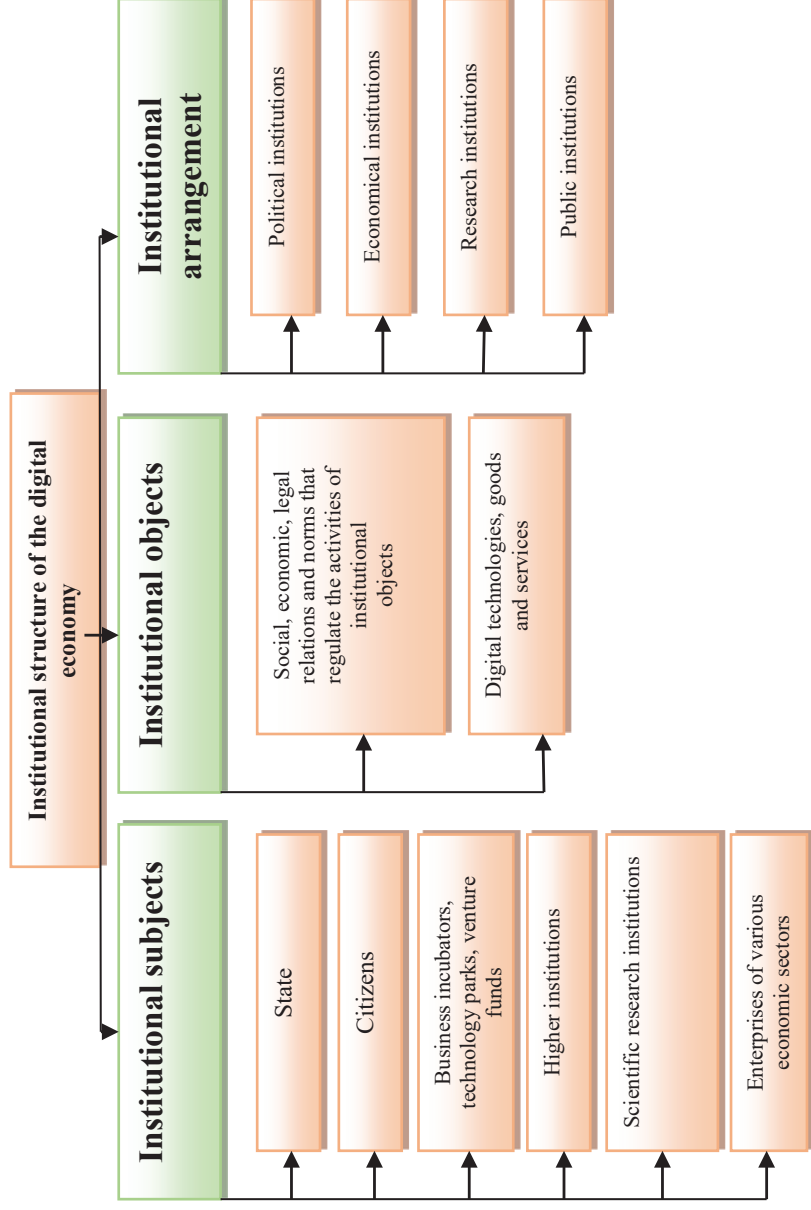 Institutional structure of the digital
economy
Institutional subjects
State
Citizens
Business incubators,
technology parks, venture
funds
Higher institutions
Scientific research institutions
Enterprises of various
economic sectors
Institutional objects
Social, economic, legal
relations and norms that
regulate the activities of
institutional
objects
Digital technologies, goods
and services
Institutional
arrangement
Political institutions
Economical institutions
Research institutions
Public institutions